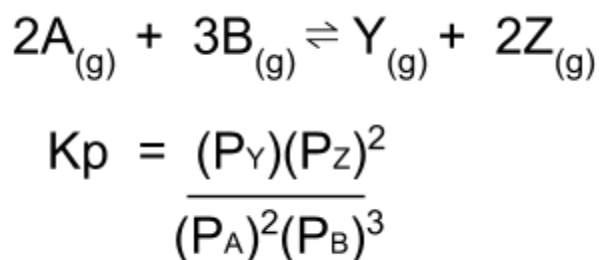 2A(g) + 3B(g) ⇌ Y(g) + 2Z(g)
Kp = (PY)(PZ)²
(PA)²(PB)³